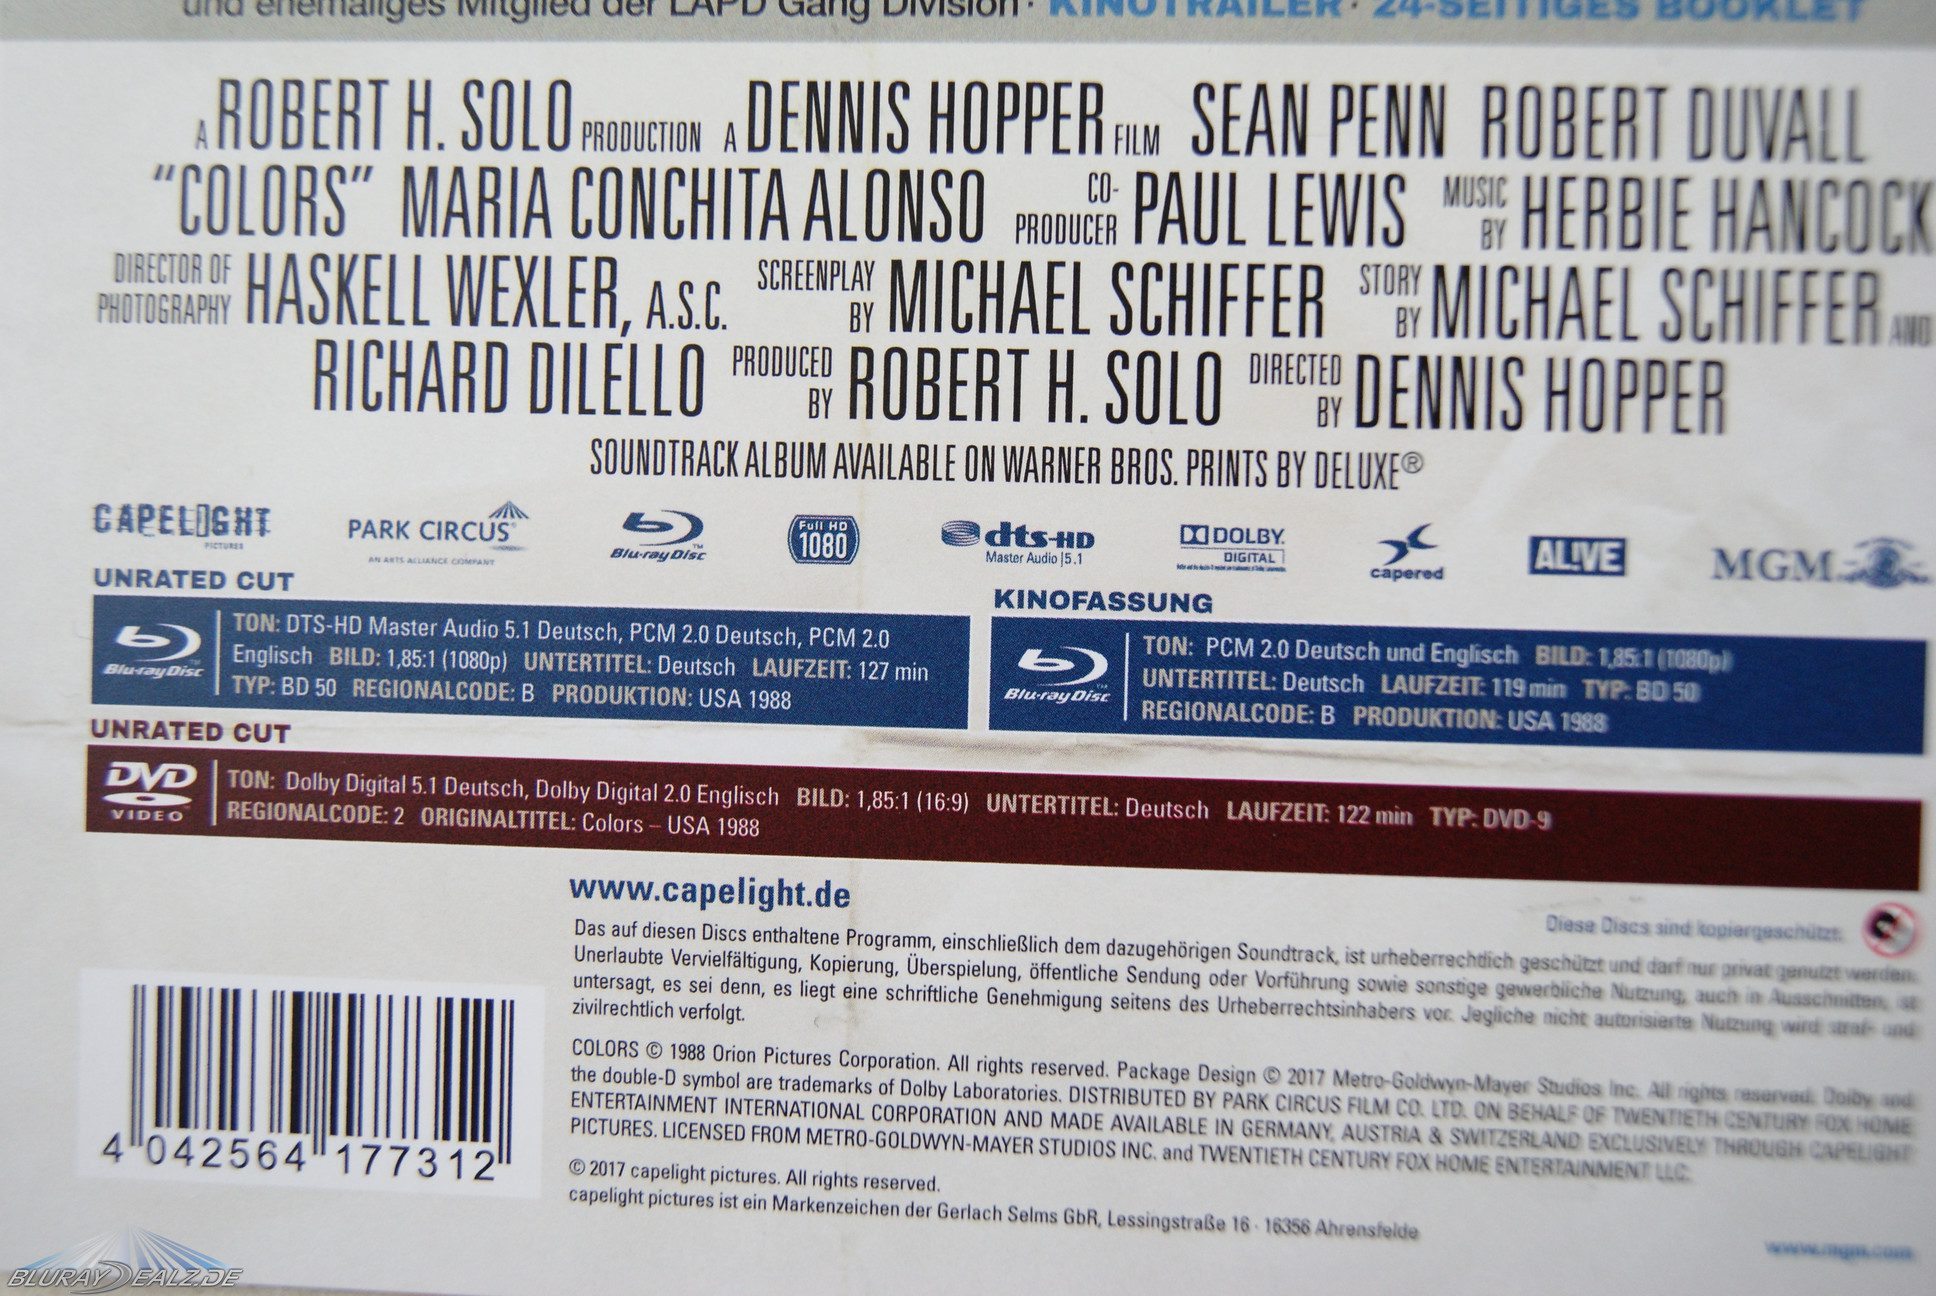 und ehemaliges Mitglied der LAPD Gang Division · KINOTRAILER · 24-SEITIGES BOOKLET
A ROBERT H. SOLO PRODUCTION A DENNIS HOPPER FILM SEAN PENN ROBERT DUVALL
"COLORS" MARIA CONCHITA ALONSO CO-PRODUCER PAUL LEWIS MUSIC BY HERBIE HANCOCK
DIRECTOR OF PHOTOGRAPHY HASKELL WEXLER, A.S.C. SCREENPLAY BY MICHAEL SCHIFFER STORY BY MICHAEL SCHIFFER AND
RICHARD DILELLO PRODUCED BY ROBERT H. SOLO DIRECTED BY DENNIS HOPPER
SOUNDTRACK ALBUM AVAILABLE ON WARNER BROS. PRINTS BY DELUXE®
CAPELIGHT PICTURES PARK CIRCUS® AN ARTS ALLIANCE COMPANY Blu-ray Disc™ Full HD 1080 dts-HD Master Audio | 5.1 DOLBY DIGITAL capered AL!VE MGM
UNRATED CUT
Blu-ray Disc™
TON: DTS-HD Master Audio 5.1 Deutsch, PCM 2.0 Deutsch, PCM 2.0
Englisch BILD: 1,85:1 (1080p) UNTERTITEL: Deutsch LAUFZEIT: 127 min
TYP: BD 50 REGIONALCODE: B PRODUKTION: USA 1988
KINOFASSUNG
Blu-ray Disc™
TON: PCM 2.0 Deutsch und Englisch BILD: 1,85:1 (1080p)
UNTERTITEL: Deutsch LAUFZEIT: 119 min TYP: BD 50
REGIONALCODE: B PRODUKTION: USA 1988
UNRATED CUT
DVD VIDEO
TON: Dolby Digital 5.1 Deutsch, Dolby Digital 2.0 Englisch BILD: 1,85:1 (16:9) UNTERTITEL: Deutsch LAUFZEIT: 122 min TYP: DVD-9
REGIONALCODE: 2 ORIGINALTITEL: Colors – USA 1988
www.capelight.de
Diese Discs sind kopiergeschützt.
Das auf diesen Discs enthaltene Programm, einschließlich dem dazugehörigen Soundtrack, ist urheberrechtlich geschützt und darf nur privat genutzt werden.
Unerlaubte Vervielfältigung, Kopierung, Überspielung, öffentliche Sendung oder Vorführung sowie sonstige gewerbliche Nutzung, auch in Ausschnitten, ist
untersagt, es sei denn, es liegt eine schriftliche Genehmigung seitens des Urheberrechtsinhabers vor. Jegliche nicht autorisierte Nutzung wird straf- und
zivilrechtlich verfolgt.
COLORS © 1988 Orion Pictures Corporation. All rights reserved. Package Design © 2017 Metro-Goldwyn-Mayer Studios Inc. All rights reserved. Dolby and
the double-D symbol are trademarks of Dolby Laboratories. DISTRIBUTED BY PARK CIRCUS FILM CO. LTD. ON BEHALF OF TWENTIETH CENTURY FOX HOME
ENTERTAINMENT INTERNATIONAL CORPORATION AND MADE AVAILABLE IN GERMANY, AUSTRIA & SWITZERLAND EXCLUSIVELY THROUGH CAPELIGHT
PICTURES. LICENSED FROM METRO-GOLDWYN-MAYER STUDIOS INC. and TWENTIETH CENTURY FOX HOME ENTERTAINMENT LLC.
© 2017 capelight pictures. All rights reserved.
capelight pictures ist ein Markenzeichen der Gerlach Selms GbR, Lessingstraße 16 · 16356 Ahrensfelde
www.mgm.com
4 042564 177312
BLURAYDEALZ.DE